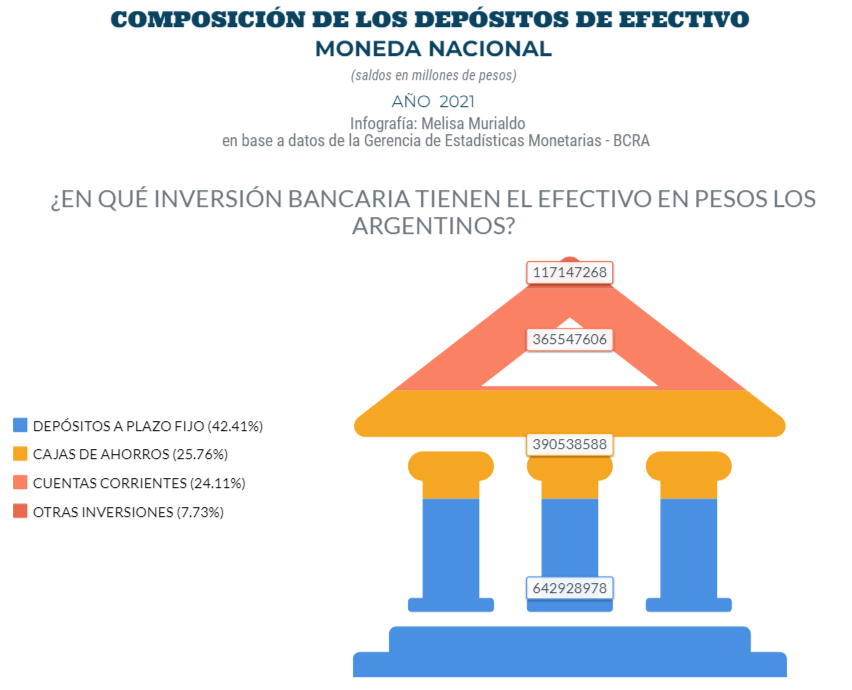 COMPOSICIÓN DE LOS DEPÓSITOS DE EFECTIVO
MONEDA NACIONAL
(saldos en millones de pesos)
AÑO 2021
Infografía: Melisa Murialdo
en base a datos de la Gerencia de Estadísticas Monetarias - BCRA
¿EN QUÉ INVERSIÓN BANCARIA TIENEN EL EFECTIVO EN PESOS LOS
ARGENTINOS?
117147268
365547606
390538588
642928978
DEPÓSITOS A PLAZO FIJO (42.41%)
CAJAS DE AHORROS (25.76%)
CUENTAS CORRIENTES (24.11%)
OTRAS INVERSIONES (7.73%)